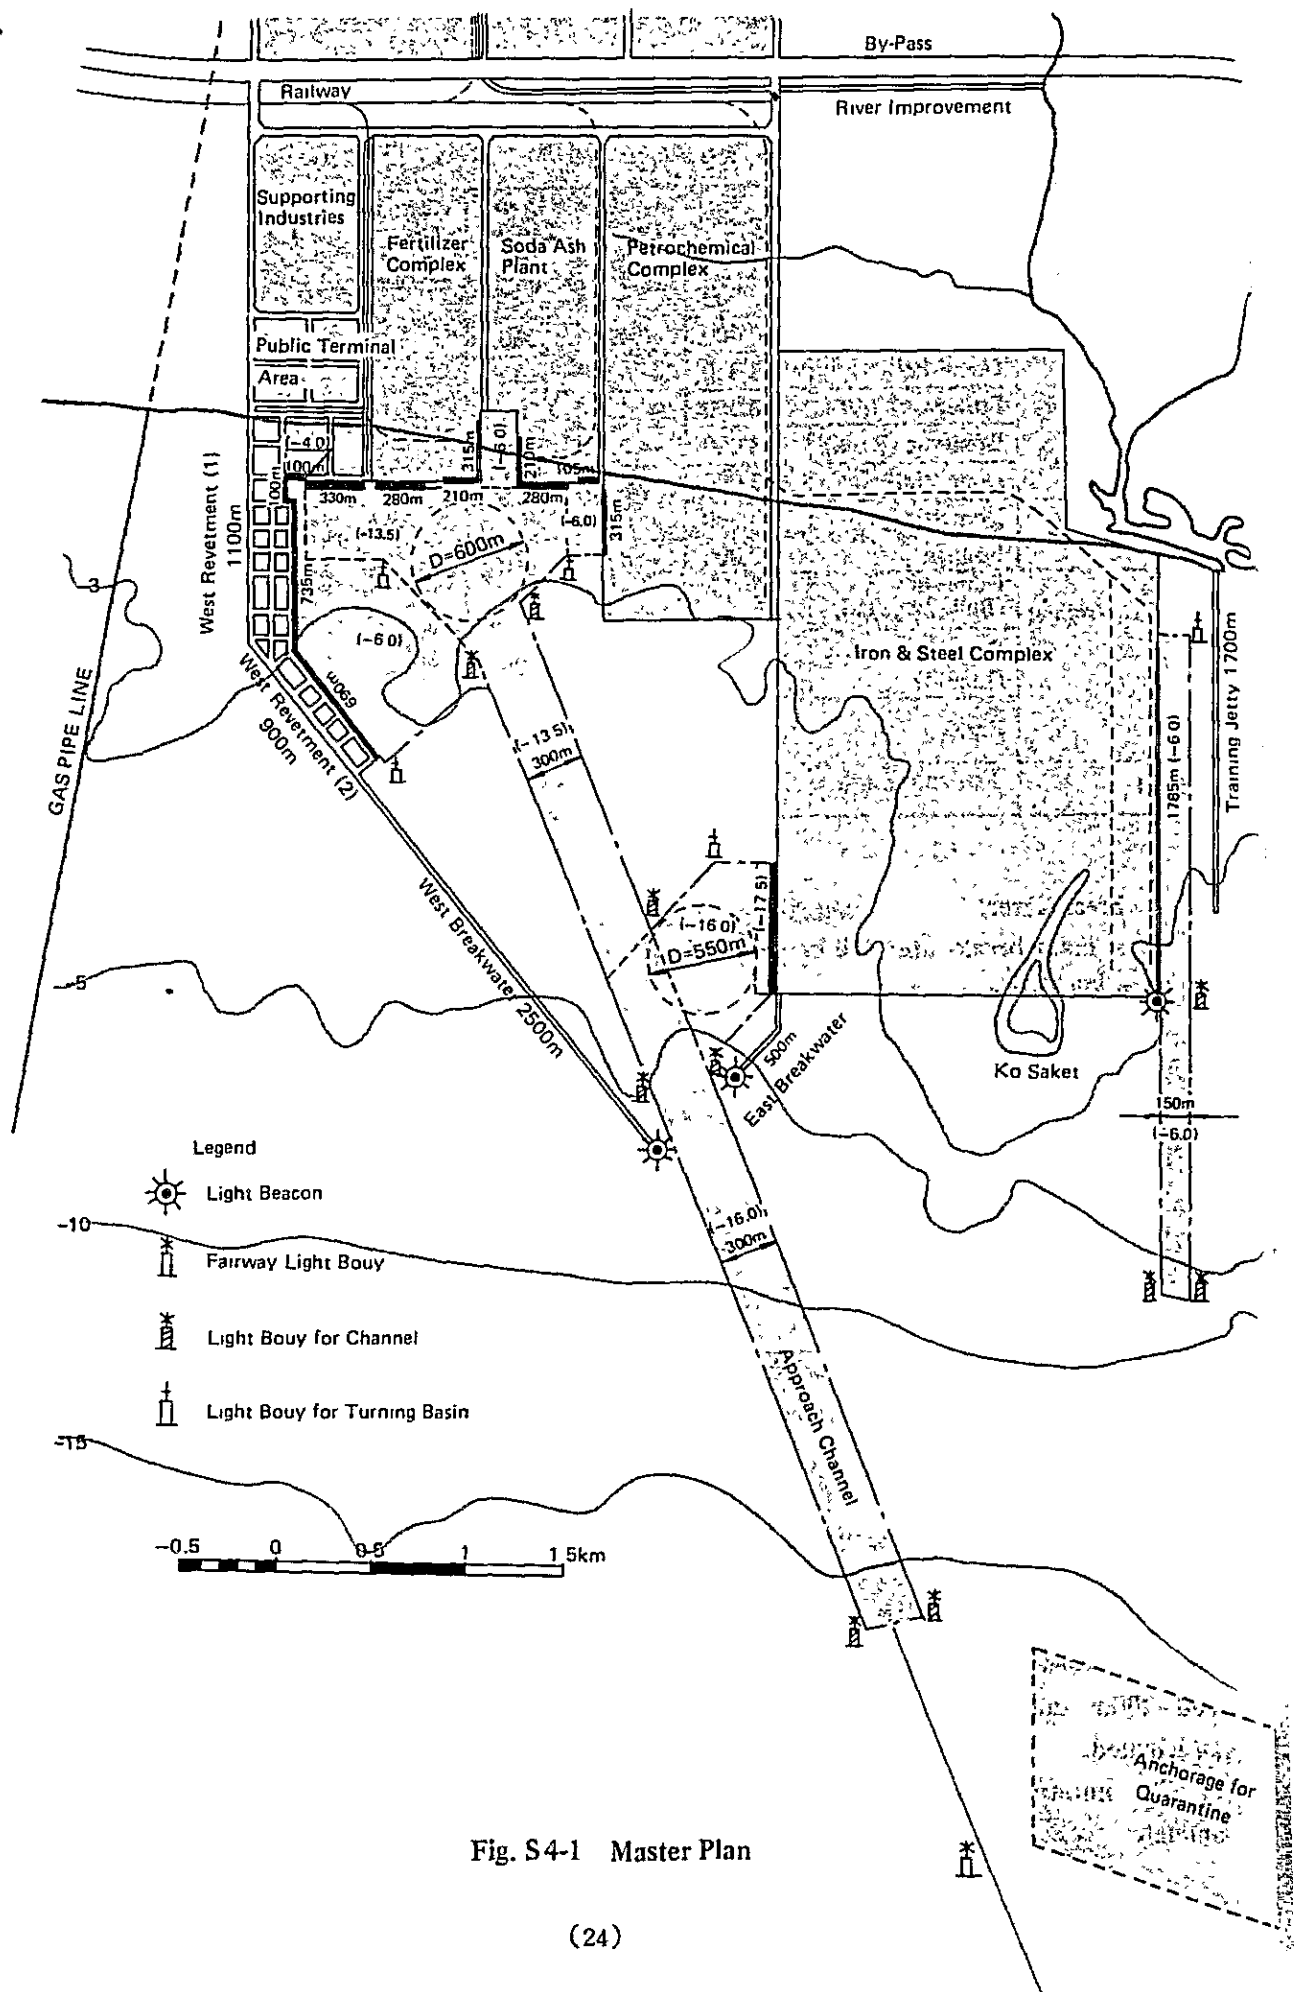 By-Pass
Railway
River Improvement
Supporting
Industries
Fertilizer
Complex
Soda Ash
Plant
Petrochemical
Complex
Public Terminal
Area
(-4.0)
100m
100m
330m
280m
210m
315m
(-6.0)
210m
280m
105m
(-6.0)
315m
(-13.5)
D=600m
735m
(-6 0)
690m
West Revetment (1)
1100m
West Revetment (2)
900m
-3
GAS PIPE LINE
(-13 5)
300m
Iron & Steel Complex
1785m (-6.0)
Training Jetty 1700m
West Breakwater 2500m
(-16 0)
D=550m
(-17 5)
-5
500m
East Breakwater
Ko Saket
150m
(-6.0)
Legend
Light Beacon
Fairway Light Bouy
Light Bouy for Channel
Light Bouy for Turning Basin
-10
(-16.0)
300m
Approach Channel
-15
-0.5 0 0.5 1 1 5km
Anchorage for
Quarantine
Fig. S4-1 Master Plan
(24)